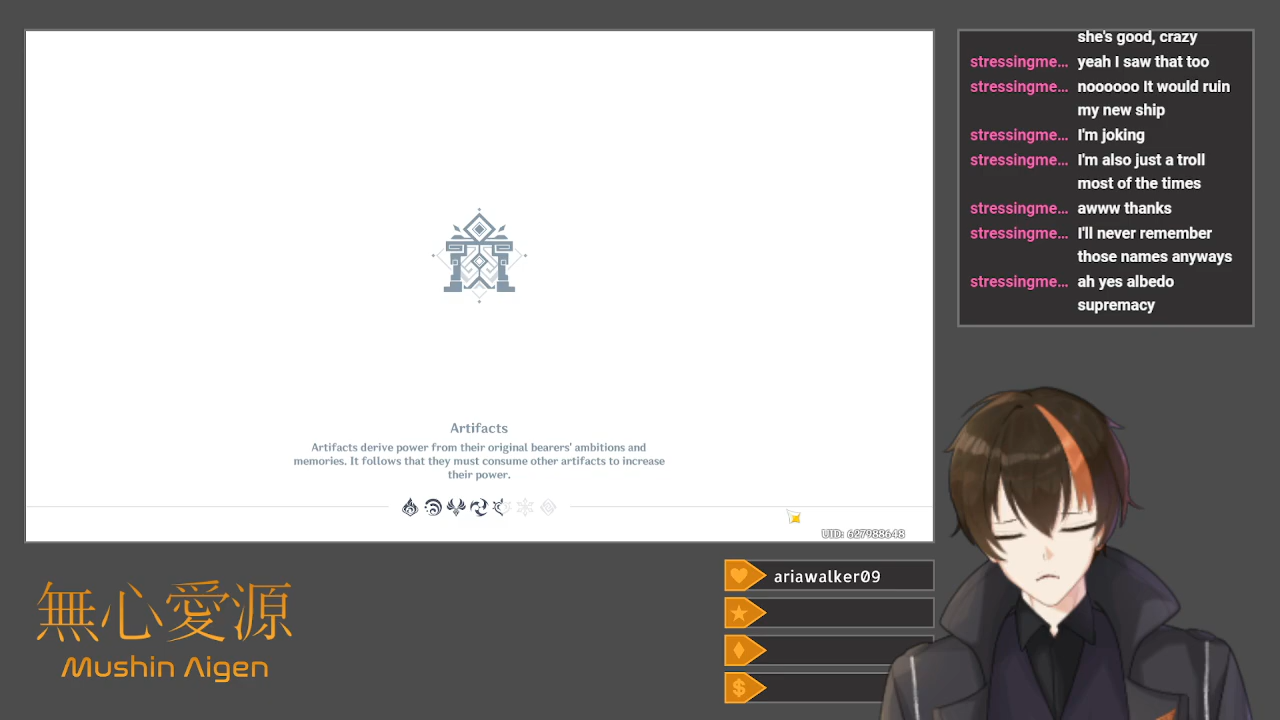 she's good, crazy
stressingme... yeah I saw that too
stressingme... noooooo It would ruin
my new ship
stressingme... I'm joking
stressingme... I'm also just a troll
most of the times
stressingme... awww thanks
stressingme... I'll never remember
those names anyways
stressingme... ah yes albedo
supremacy
Artifacts
Artifacts derive power from their original bearers' ambitions and
memories. It follows that they must consume other artifacts to increase
their power.
UID: 627988648
ariawalker09
$
無心愛源
Mushin Aigen